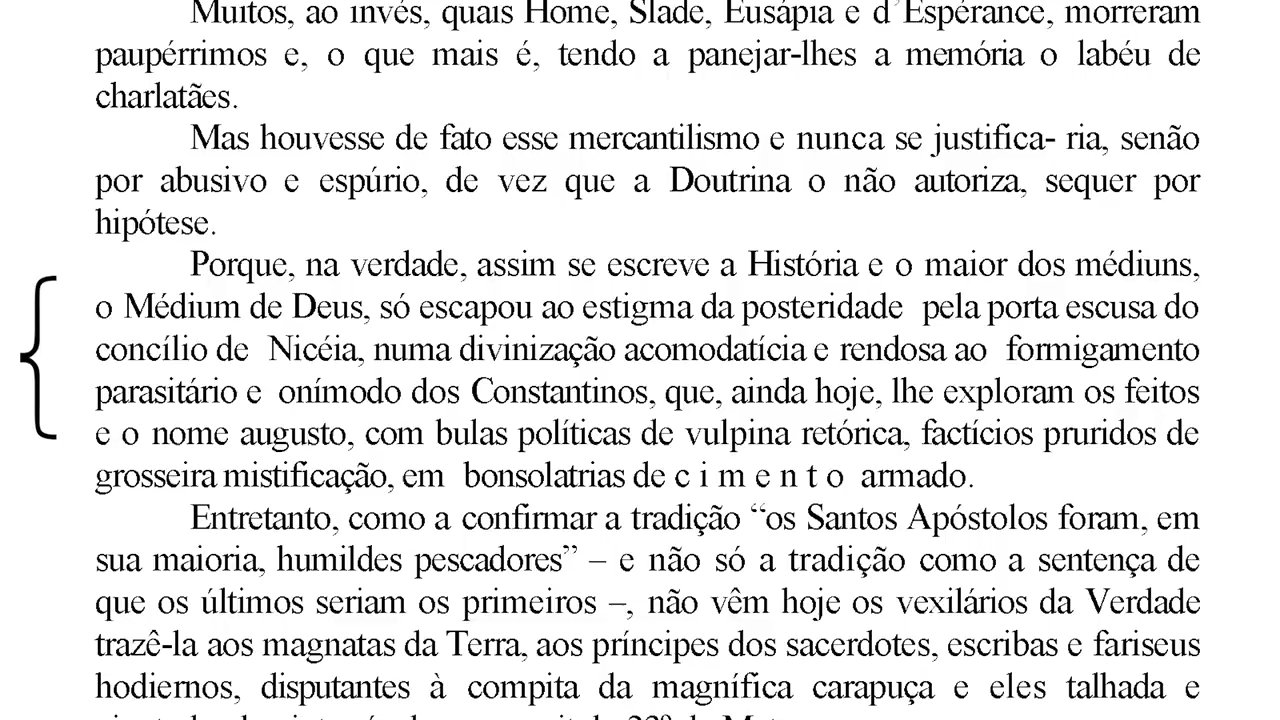 Muitos, ao invés, quais Home, Slade, Eusápia e d’Espérance, morreram
paupérrimos e, o que mais é, tendo a panejar-lhes a memória o labéu de
charlatães.
Mas houvesse de fato esse mercantilismo e nunca se justifica- ria, senão
por abusivo e espúrio, de vez que a Doutrina o não autoriza, sequer por
hipótese.
Porque, na verdade, assim se escreve a História e o maior dos médiuns,
o Médium de Deus, só escapou ao estigma da posteridade pela porta escusa do
concílio de Nicéia, numa divinização acomodatícia e rendosa ao formigamento
parasitário e onímodo dos Constantinos, que, ainda hoje, lhe exploram os feitos
e o nome augusto, com bulas políticas de vulpina retórica, factícios pruridos de
grosseira mistificação, em bonsolatrias de c i m e n t o armado.
Entretanto, como a confirmar a tradição “os Santos Apóstolos foram, em
sua maioria, humildes pescadores” – e não só a tradição como a sentença de
que os últimos seriam os primeiros –, não vêm hoje os vexilários da Verdade
trazê-la aos magnatas da Terra, aos príncipes dos sacerdotes, escribas e fariseus
hodiernos, disputantes à compita da magnífica carapuça e eles talhada e